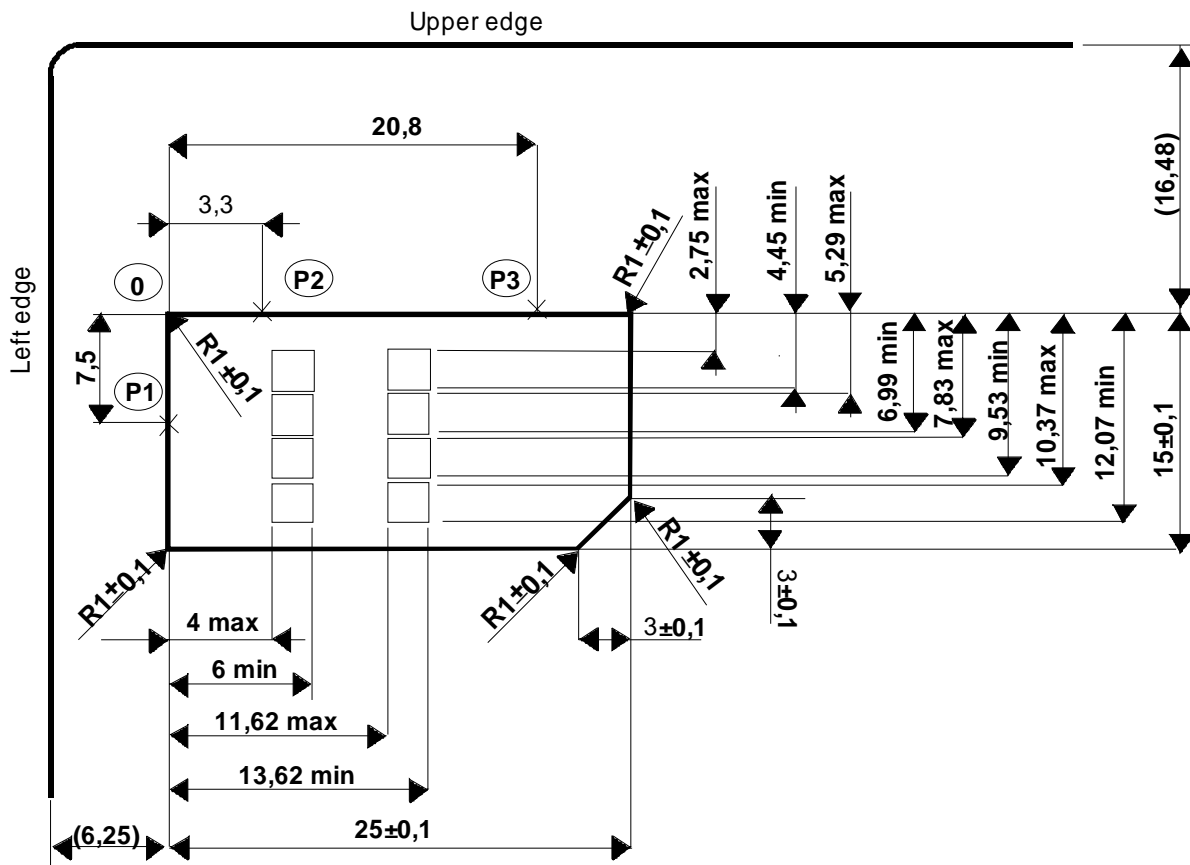 Upper edge
Left edge
20,8
3,3
0
P2
P3
R1±0,1
2,75 max
4,45 min
5,29 max
(16,48)
7,5
P1
R1±0,1
6,99 min
7,83 max
9,53 min
10,37 max
12,07 min
15±0,1
R1±0,1
R1±0,1
R1±0,1
3±0,1
4 max
3±0,1
6 min
11,62 max
13,62 min
(6,25)
25±0,1